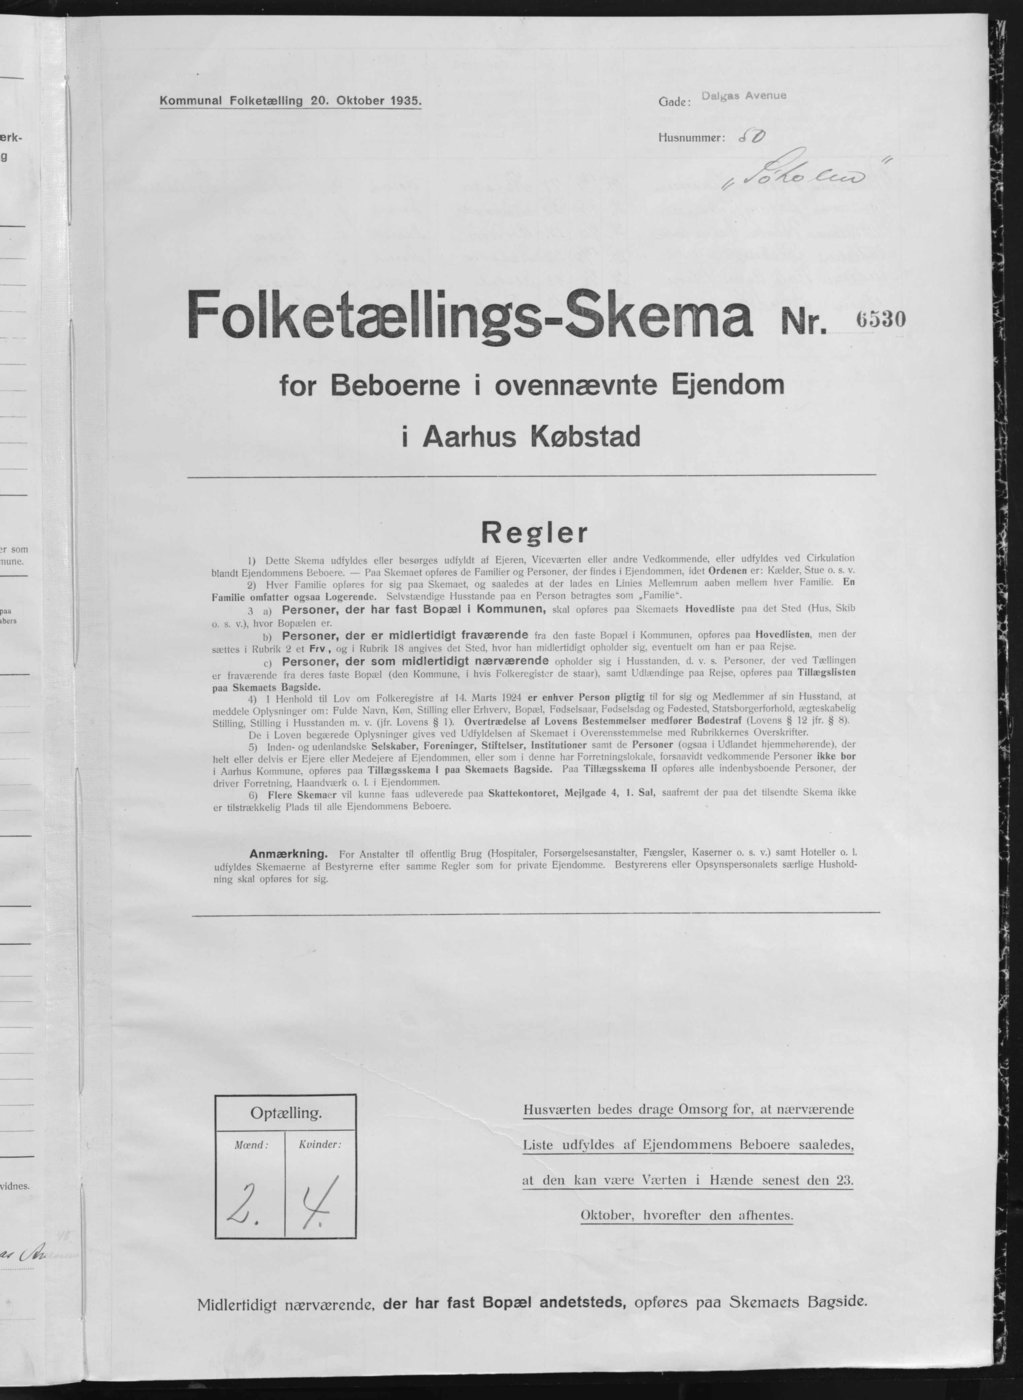 Kommunal Folketælling 20. Oktober 1935.
Gade: Dalgas Avenue
Husnummer: 50
„Søholm”
Folketællings-Skema Nr. 6530
for Beboerne i ovennævnte Ejendom
i Aarhus Købstad
Regler
1) Dette Skema udfyldes eller besørges udfyldt af Ejeren, Viceværten eller andre Vedkommende, eller udfyldes ved Cirkulation
blandt Ejendommens Beboere. — Paa Skemaet opføres de Familier og Personer, der findes i Ejendommen, idet Ordenen er: Kælder, Stue o. s. v.
2) Hver Familie opføres for sig paa Skemaet, og saaledes at der lades en Linies Mellemrum aaben mellem hver Familie. En
Familie omfatter ogsaa Logerende. Selvstændige Husstande paa en Person betragtes som „Familie“.
3 a) Personer, der har fast Bopæl i Kommunen, skal opføres paa Skemaets Hovedliste paa det Sted (Hus, Skib
o. s. v.), hvor Bopælen er.
b) Personer, der er midlertidigt fraværende fra den faste Bopæl i Kommunen, opføres paa Hovedlisten, men der
sættes i Rubrik 2 et Frv, og i Rubrik 18 angives det Sted, hvor han midlertidigt opholder sig, eventuelt om han er paa Rejse.
c) Personer, der som midlertidigt nærværende opholder sig i Husstanden, d. v. s. Personer, der ved Tællingen
er fraværende fra deres faste Bopæl (den Kommune, i hvis Folkeregister de staar), samt Udlændinge paa Rejse, opføres paa Tillægslisten
paa Skemaets Bagside.
4) I Henhold til Lov om Folkeregistre af 14. Marts 1924 er enhver Person pligtig til for sig og Medlemmer af sin Husstand, at
meddele Oplysninger om: Fulde Navn, Køn, Stilling eller Erhverv, Bopæl, Fødselsaar, Fødselsdag og Fødested, Statsborgerforhold, ægteskabelig
Stilling, Stilling i Husstanden m. v. (jfr. Lovens § 1). Overtrædelse af Lovens Bestemmelser medfører Bødestraf (Lovens § 12 jfr. § 8).
De i Loven begærede Oplysninger gives ved Udfyldelsen af Skemaet i Overensstemmelse med Rubrikkernes Overskrifter.
5) Inden- og udenlandske Selskaber, Foreninger, Stiftelser, Institutioner samt de Personer (ogsaa i Udlandet hjemmehørende), der
helt eller delvis er Ejere eller Medejere af Ejendommen, eller som i denne har Forretningslokale, forsaavidt vedkommende Personer ikke bor
i Aarhus Kommune, opføres paa Tillægsskema I paa Skemaets Bagside. Paa Tillægsskema II opføres alle indenbysboende Personer, der
driver Forretning, Haandværk o. l. i Ejendommen.
6) Flere Skemaer vil kunne faas udleverede paa Skattekontoret, Mejlgade 4, 1. Sal, saafremt der paa det tilsendte Skema ikke
er tilstrækkelig Plads til alle Ejendommens Beboere.
Anmærkning. For Anstalter til offentlig Brug (Hospitaler, Forsørgelsesanstalter, Fængsler, Kaserner o. s. v.) samt Hoteller o. l.
udfyldes Skemaerne af Bestyrerne efter samme Regler som for private Ejendomme. Bestyrerens eller Opsynspersonalets særlige Hushold-
ning skal opføres for sig.
Optælling.
Mænd: Kvinder:
2. 4.
Husværten bedes drage Omsorg for, at nærværende
Liste udfyldes af Ejendommens Beboere saaledes,
at den kan være Værten i Hænde senest den 23.
Oktober, hvorefter den afhentes.
Midlertidigt nærværende, der har fast Bopæl andetsteds, opføres paa Skemaets Bagside.